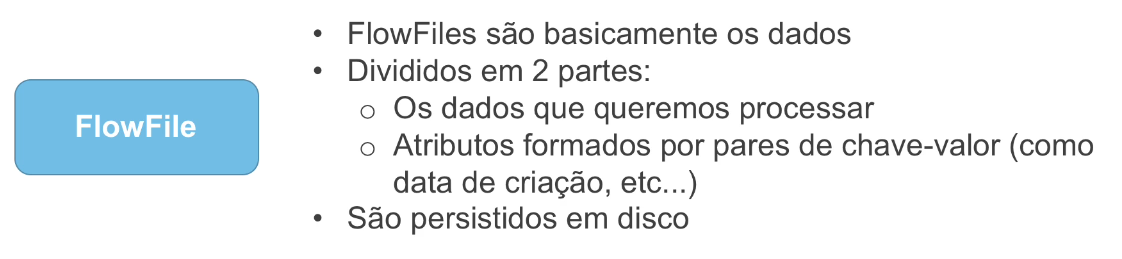 FlowFile
• FlowFiles são basicamente os dados
• Divididos em 2 partes:
o Os dados que queremos processar
o Atributos formados por pares de chave-valor (como
data de criação, etc...)
• São persistidos em disco